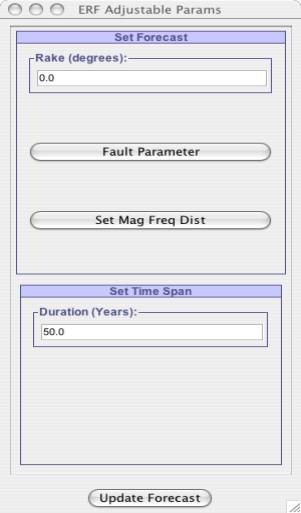 ERF Adjustable Params
Set Forecast
Rake (degrees):
0.0
Fault Parameter
Set Mag Freq Dist
Set Time Span
Duration (Years):
50.0
Update Forecast